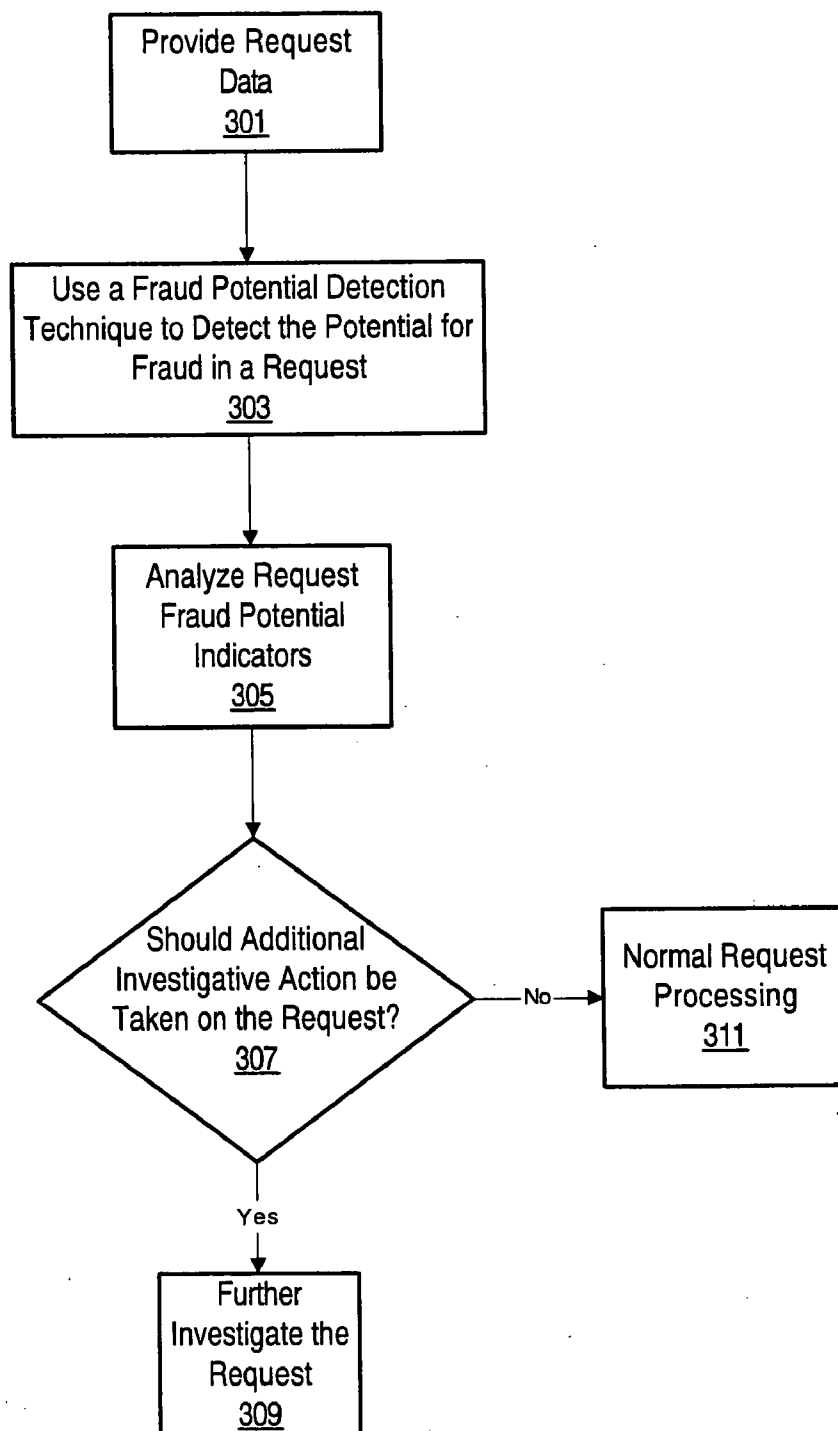 Provide Request
Data
301
Use a Fraud Potential Detection
Technique to Detect the Potential for
Fraud in a Request
303
Analyze Request
Fraud Potential
Indicators
305
Should Additional
Investigative Action be
Taken on the Request?
307
No
Normal Request
Processing
311
Yes
Further
Investigate the
Request
309